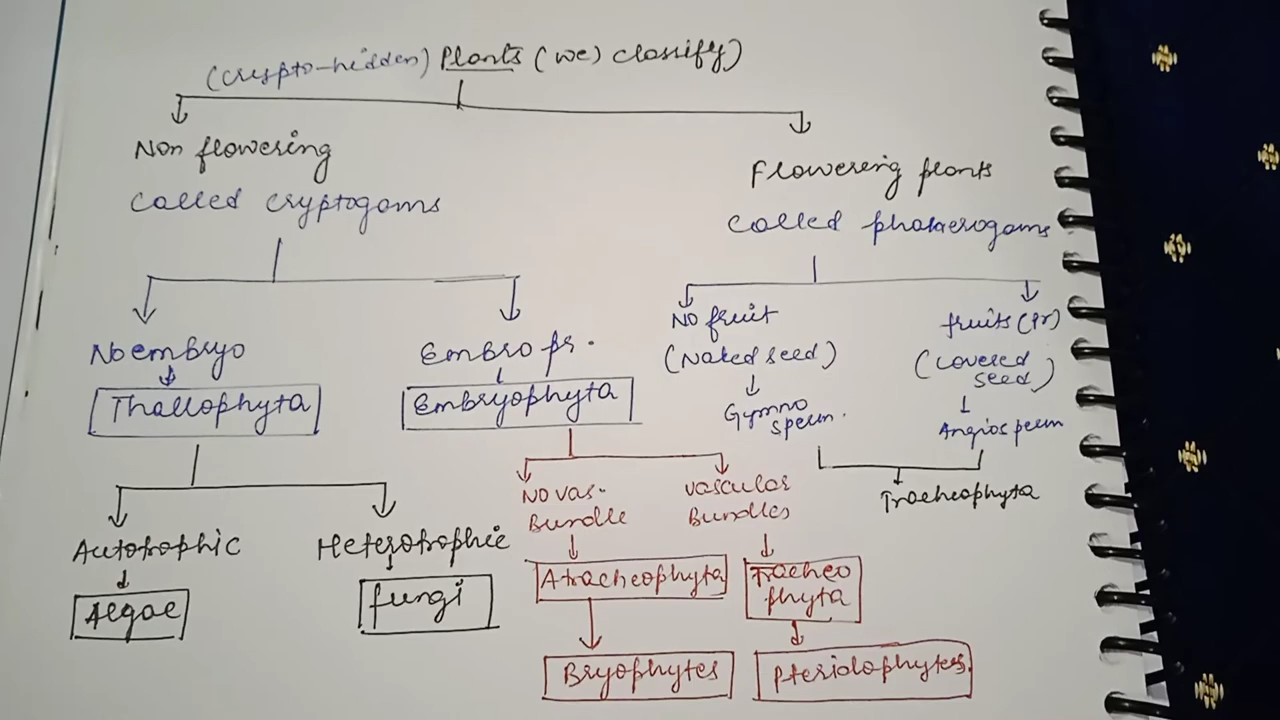 (Crypto-hidden) Plants (we) classify)
Non flowering
called cryptogams
Flowering plants
called phanerogams
No embryo
Thallophyta
Embro pr.
Embryophyta
No fruit
(Naked seed)
Gymno
sperm.
fruits (pr)
(covered
seed)
Angiosperm
Tracheophyta
Autotrophic
Algae
Heterotrophic
fungi
No vas.
Bundle
Atracheophyta
Bryophytes
vascular
Bundles
Tracheo
phyta
Pteridophytes.